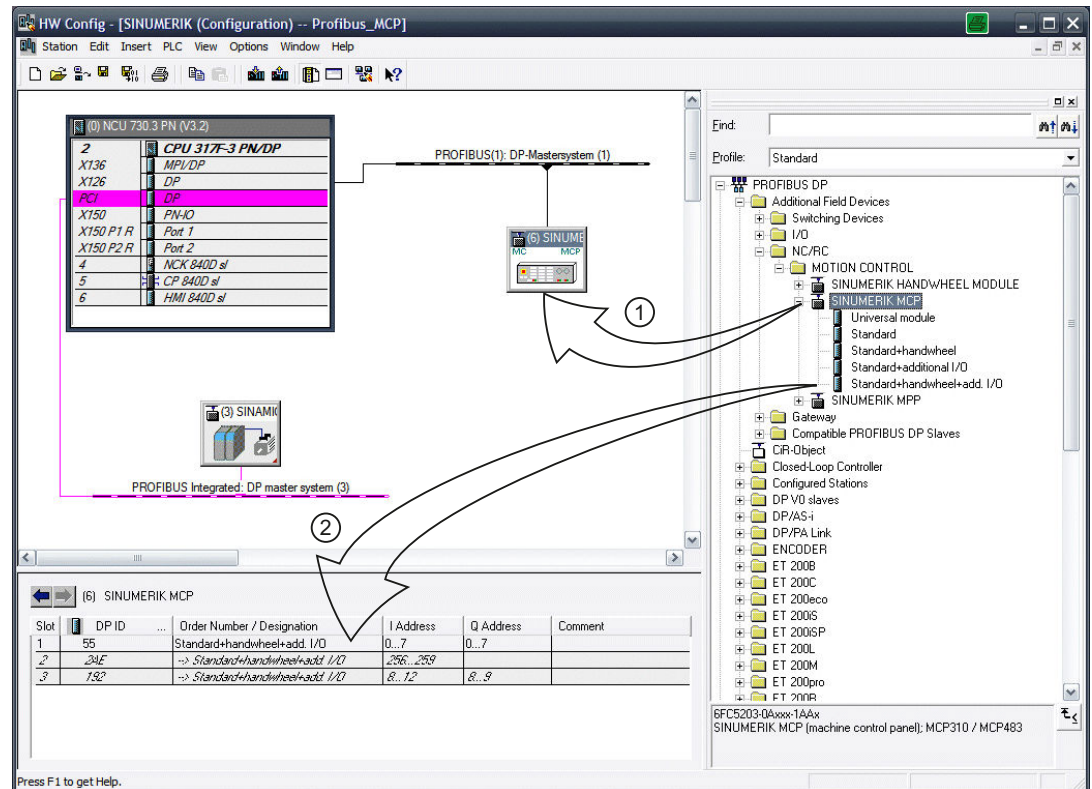 HW Config - [SINUMERIK (Configuration) -- Profibus_MCP]
Station Edit Insert PLC View Options Window Help
(0) NCU 730.3 PN (V3.2)
2 CPU 317F-3 PN/DP
X136 MPI/DP
X126 DP
PCI DP
X150 PN-IO
X150 P1 R Port 1
X150 P2 R Port 2
4 NCK 840D sl
5 CP 840D sl
6 HMI 840D sl
PROFIBUS(1): DP-Mastersystem (1)
(6) SINUME
MC MCP
1
(3) SINAMIC
PROFIBUS Integrated: DP master system (3)
2
Find:
Profile: Standard
PROFIBUS DP
Additional Field Devices
Switching Devices
I/O
NC/RC
MOTION CONTROL
SINUMERIK HANDWHEEL MODULE
SINUMERIK MCP
Universal module
Standard
Standard+handwheel
Standard+additional I/O
Standard+handwheel+add. I/O
SINUMERIK MPP
Gateway
Compatible PROFIBUS DP Slaves
CiR-Object
Closed-Loop Controller
Configured Stations
DP V0 slaves
DP/AS-i
DP/PA Link
ENCODER
ET 200B
ET 200C
ET 200eco
ET 200iS
ET 200iSP
ET 200L
ET 200M
ET 200pro
ET 200R
6FC5203-0Axxx-1AAx
SINUMERIK MCP (machine control panel); MCP310 / MCP483
(6) SINUMERIK MCP
Slot DP ID ... Order Number / Designation I Address Q Address Comment
1 55 Standard+handwheel+add. I/O 0...7 0...7
2 2AE --> Standard+handwheel+add. I/O 256...259
3 192 --> Standard+handwheel+add. I/O 8...12 8...9
Press F1 to get Help.